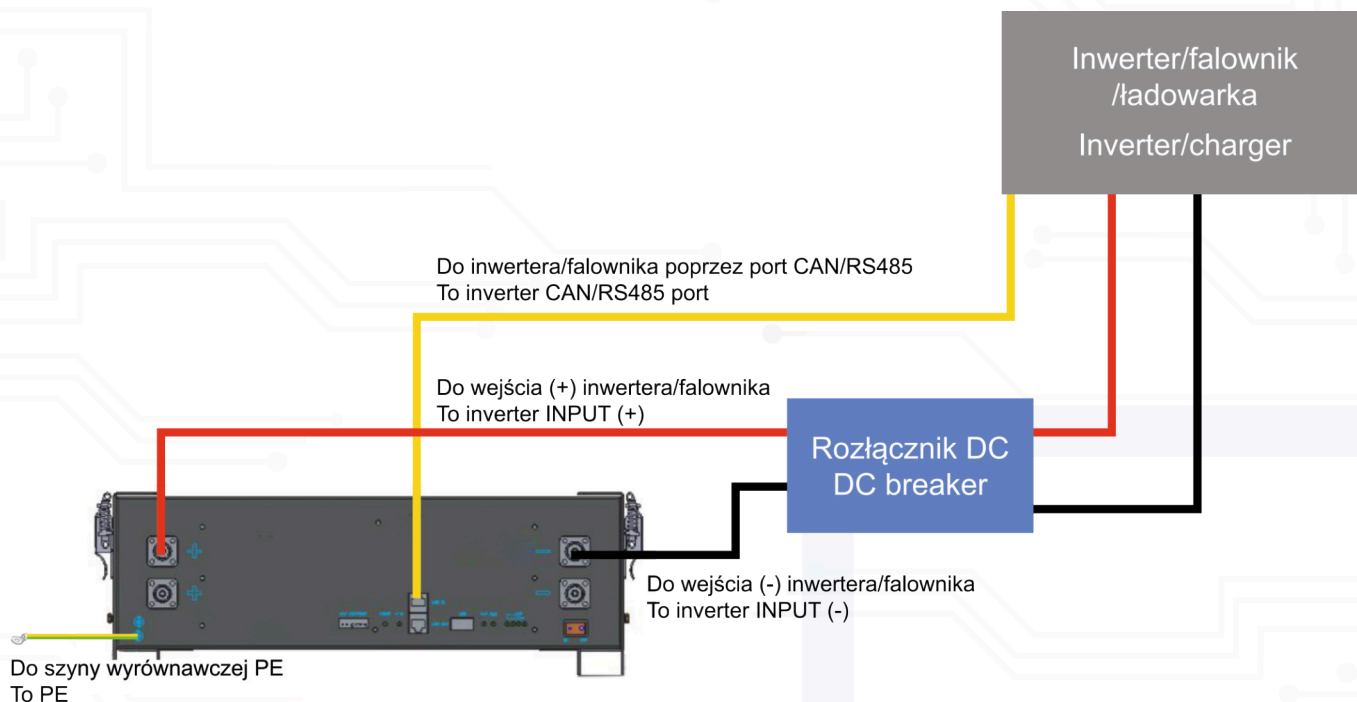 Inwerter/falownik
/ładowarka
Inverter/charger
Do inwertera/falownika poprzez port CAN/RS485
To inverter CAN/RS485 port
Do wejścia (+) inwertera/falownika
To inverter INPUT (+)
Rozłącznik DC
DC breaker
Do wejścia (-) inwertera/falownika
To inverter INPUT (-)
Do szyny wyrównawczej PE
To PE